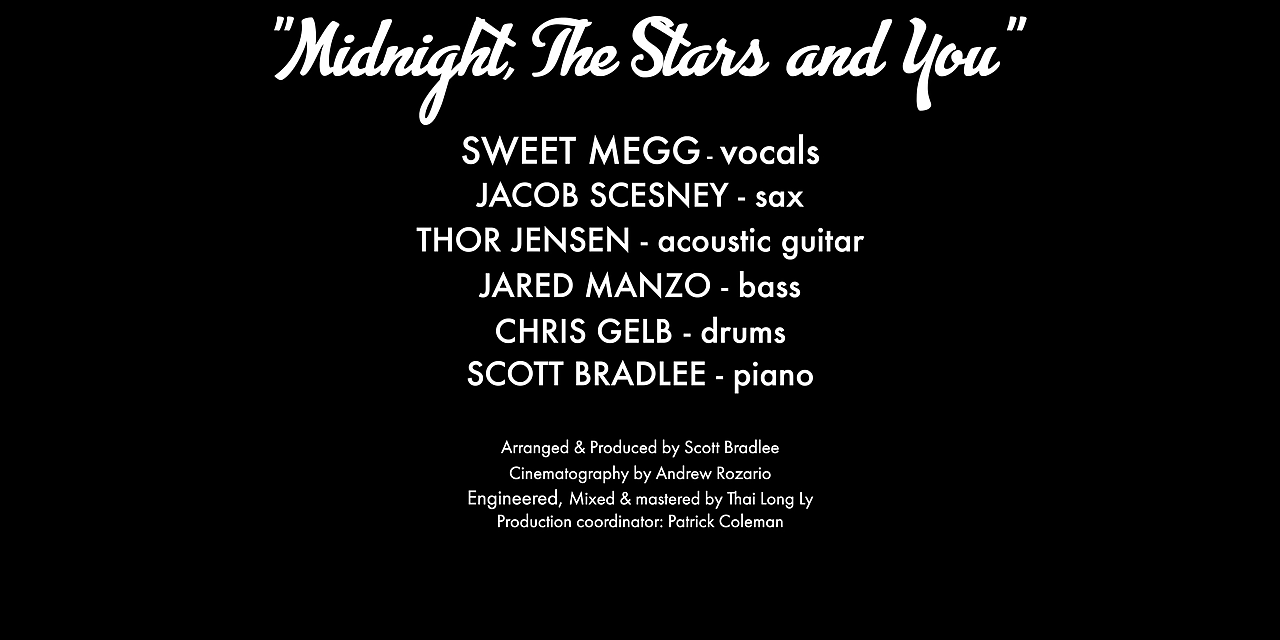 "Midnight, The Stars and You"
SWEET MEGG - vocals
JACOB SCESNEY - sax
THOR JENSEN - acoustic guitar
JARED MANZO - bass
CHRIS GELB - drums
SCOTT BRADLEE - piano
Arranged & Produced by Scott Bradlee
Cinematography by Andrew Rozario
Engineered, Mixed & mastered by Thai Long Ly
Production coordinator: Patrick Coleman